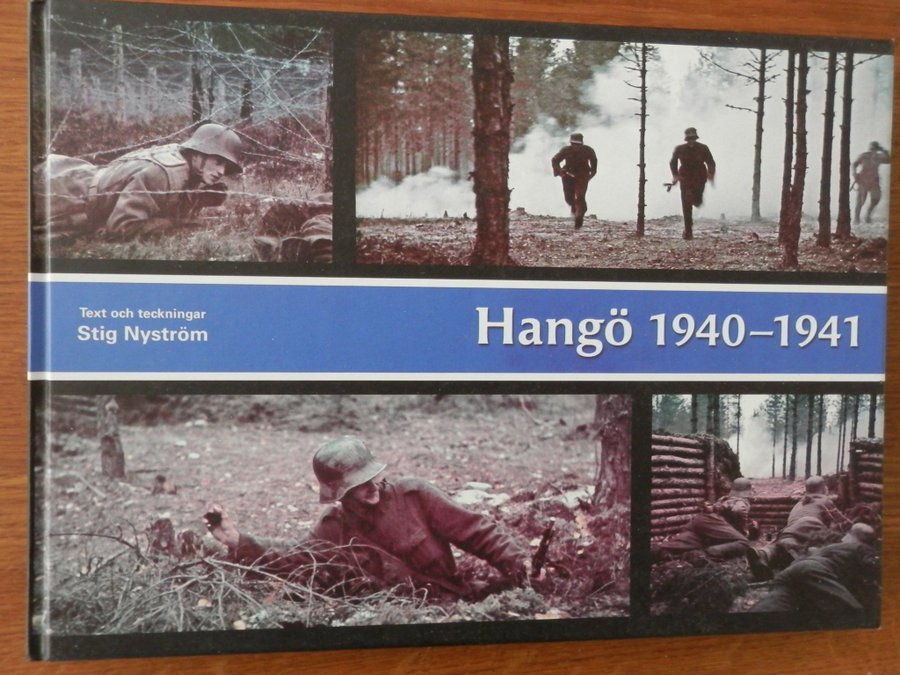 Text och teckningar
Stig Nyström
Hangö 1940–1941